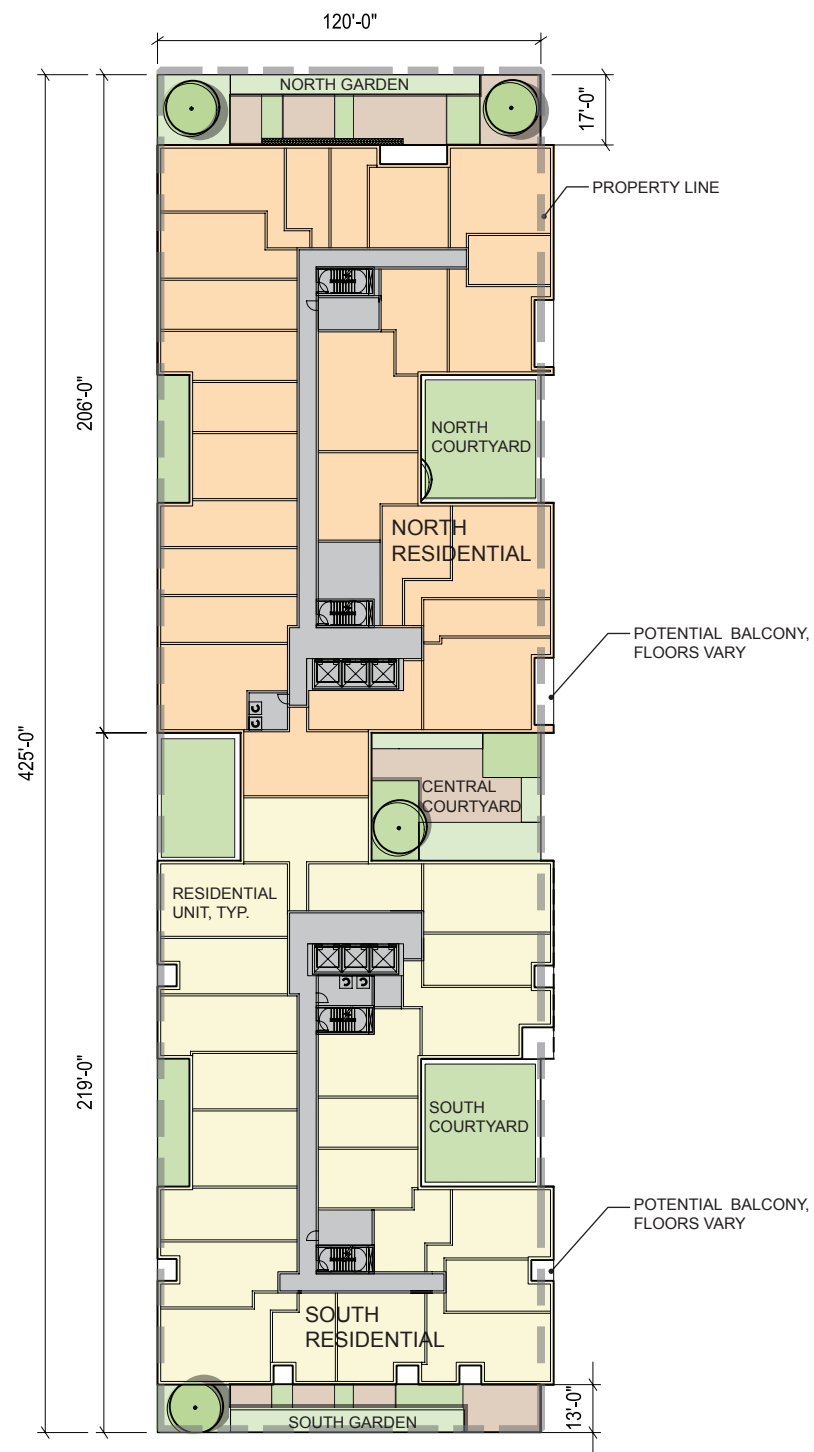 120'-0"
NORTH GARDEN
17'-0"
PROPERTY LINE
206'-0"
NORTH
COURTYARD
NORTH
RESIDENTIAL
POTENTIAL BALCONY,
FLOORS VARY
425'-0"
CENTRAL
COURTYARD
RESIDENTIAL
UNIT, TYP.
219'-0"
SOUTH
COURTYARD
POTENTIAL BALCONY,
FLOORS VARY
SOUTH
RESIDENTIAL
13'-0"
SOUTH GARDEN